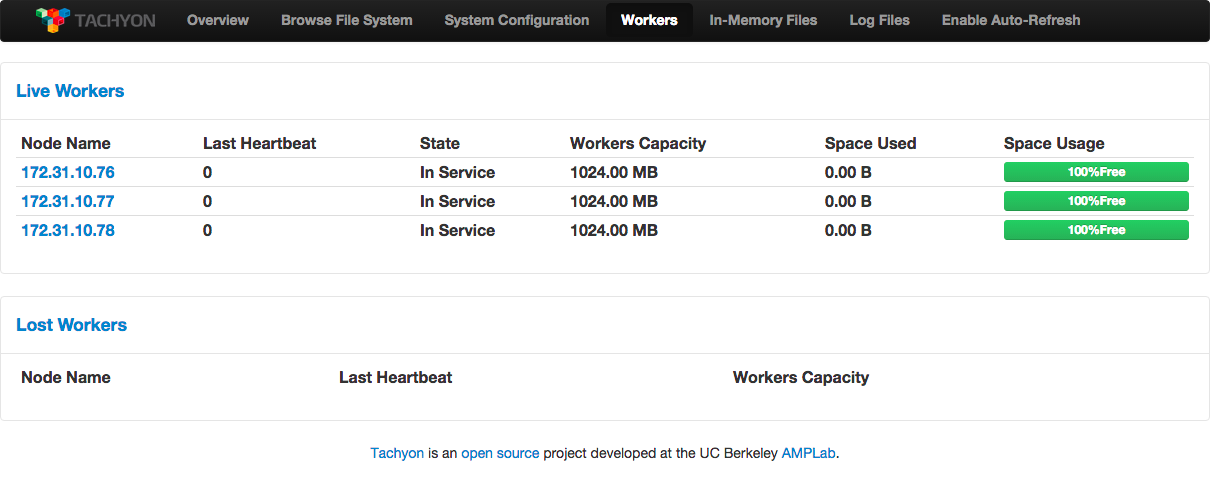 TACHYON Overview Browse File System System Configuration Workers In-Memory Files Log Files Enable Auto-Refresh
Live Workers
Node Name Last Heartbeat State Workers Capacity Space Used Space Usage
172.31.10.76 0 In Service 1024.00 MB 0.00 B 100%Free
172.31.10.77 0 In Service 1024.00 MB 0.00 B 100%Free
172.31.10.78 0 In Service 1024.00 MB 0.00 B 100%Free
Lost Workers
Node Name Last Heartbeat Workers Capacity
Tachyon is an open source project developed at the UC Berkeley AMPLab.